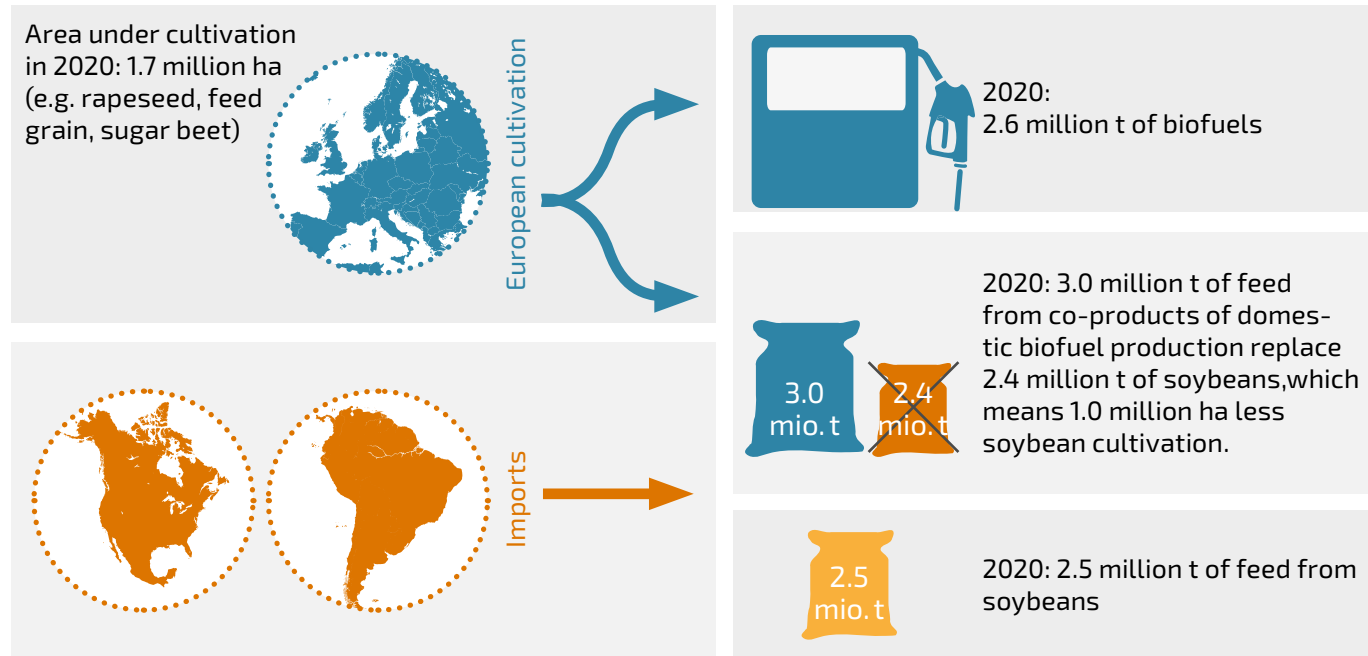 Area under cultivation
in 2020: 1.7 million ha
(e.g. rapeseed, feed
grain, sugar beet)
European cultivation
2020:
2.6 million t of biofuels
3.0
mio. t
2.4
mio. t
2020: 3.0 million t of feed
from co-products of domes-
tic biofuel production replace
2.4 million t of soybeans,which
means 1.0 million ha less
soybean cultivation.
Imports
2.5
mio. t
2020: 2.5 million t of feed from
soybeans